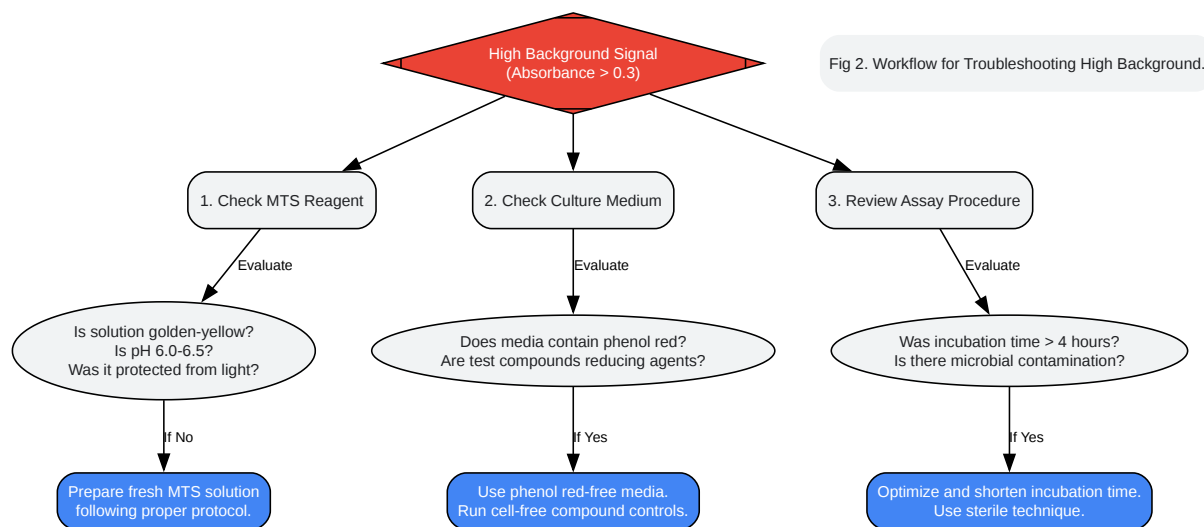 High Background Signal
(Absorbance > 0.3)
Fig 2. Workflow for Troubleshooting High Background.
1. Check MTS Reagent
2. Check Culture Medium
3. Review Assay Procedure
Evaluate
Evaluate
Evaluate
Is solution golden-yellow?
Is pH 6.0-6.5?
Was it protected from light?
Does media contain phenol red?
Are test compounds reducing agents?
Was incubation time > 4 hours?
Is there microbial contamination?
If No
If Yes
If Yes
Prepare fresh MTS solution
following proper protocol.
Use phenol red-free media.
Run cell-free compound controls.
Optimize and shorten incubation time.
Use sterile technique.